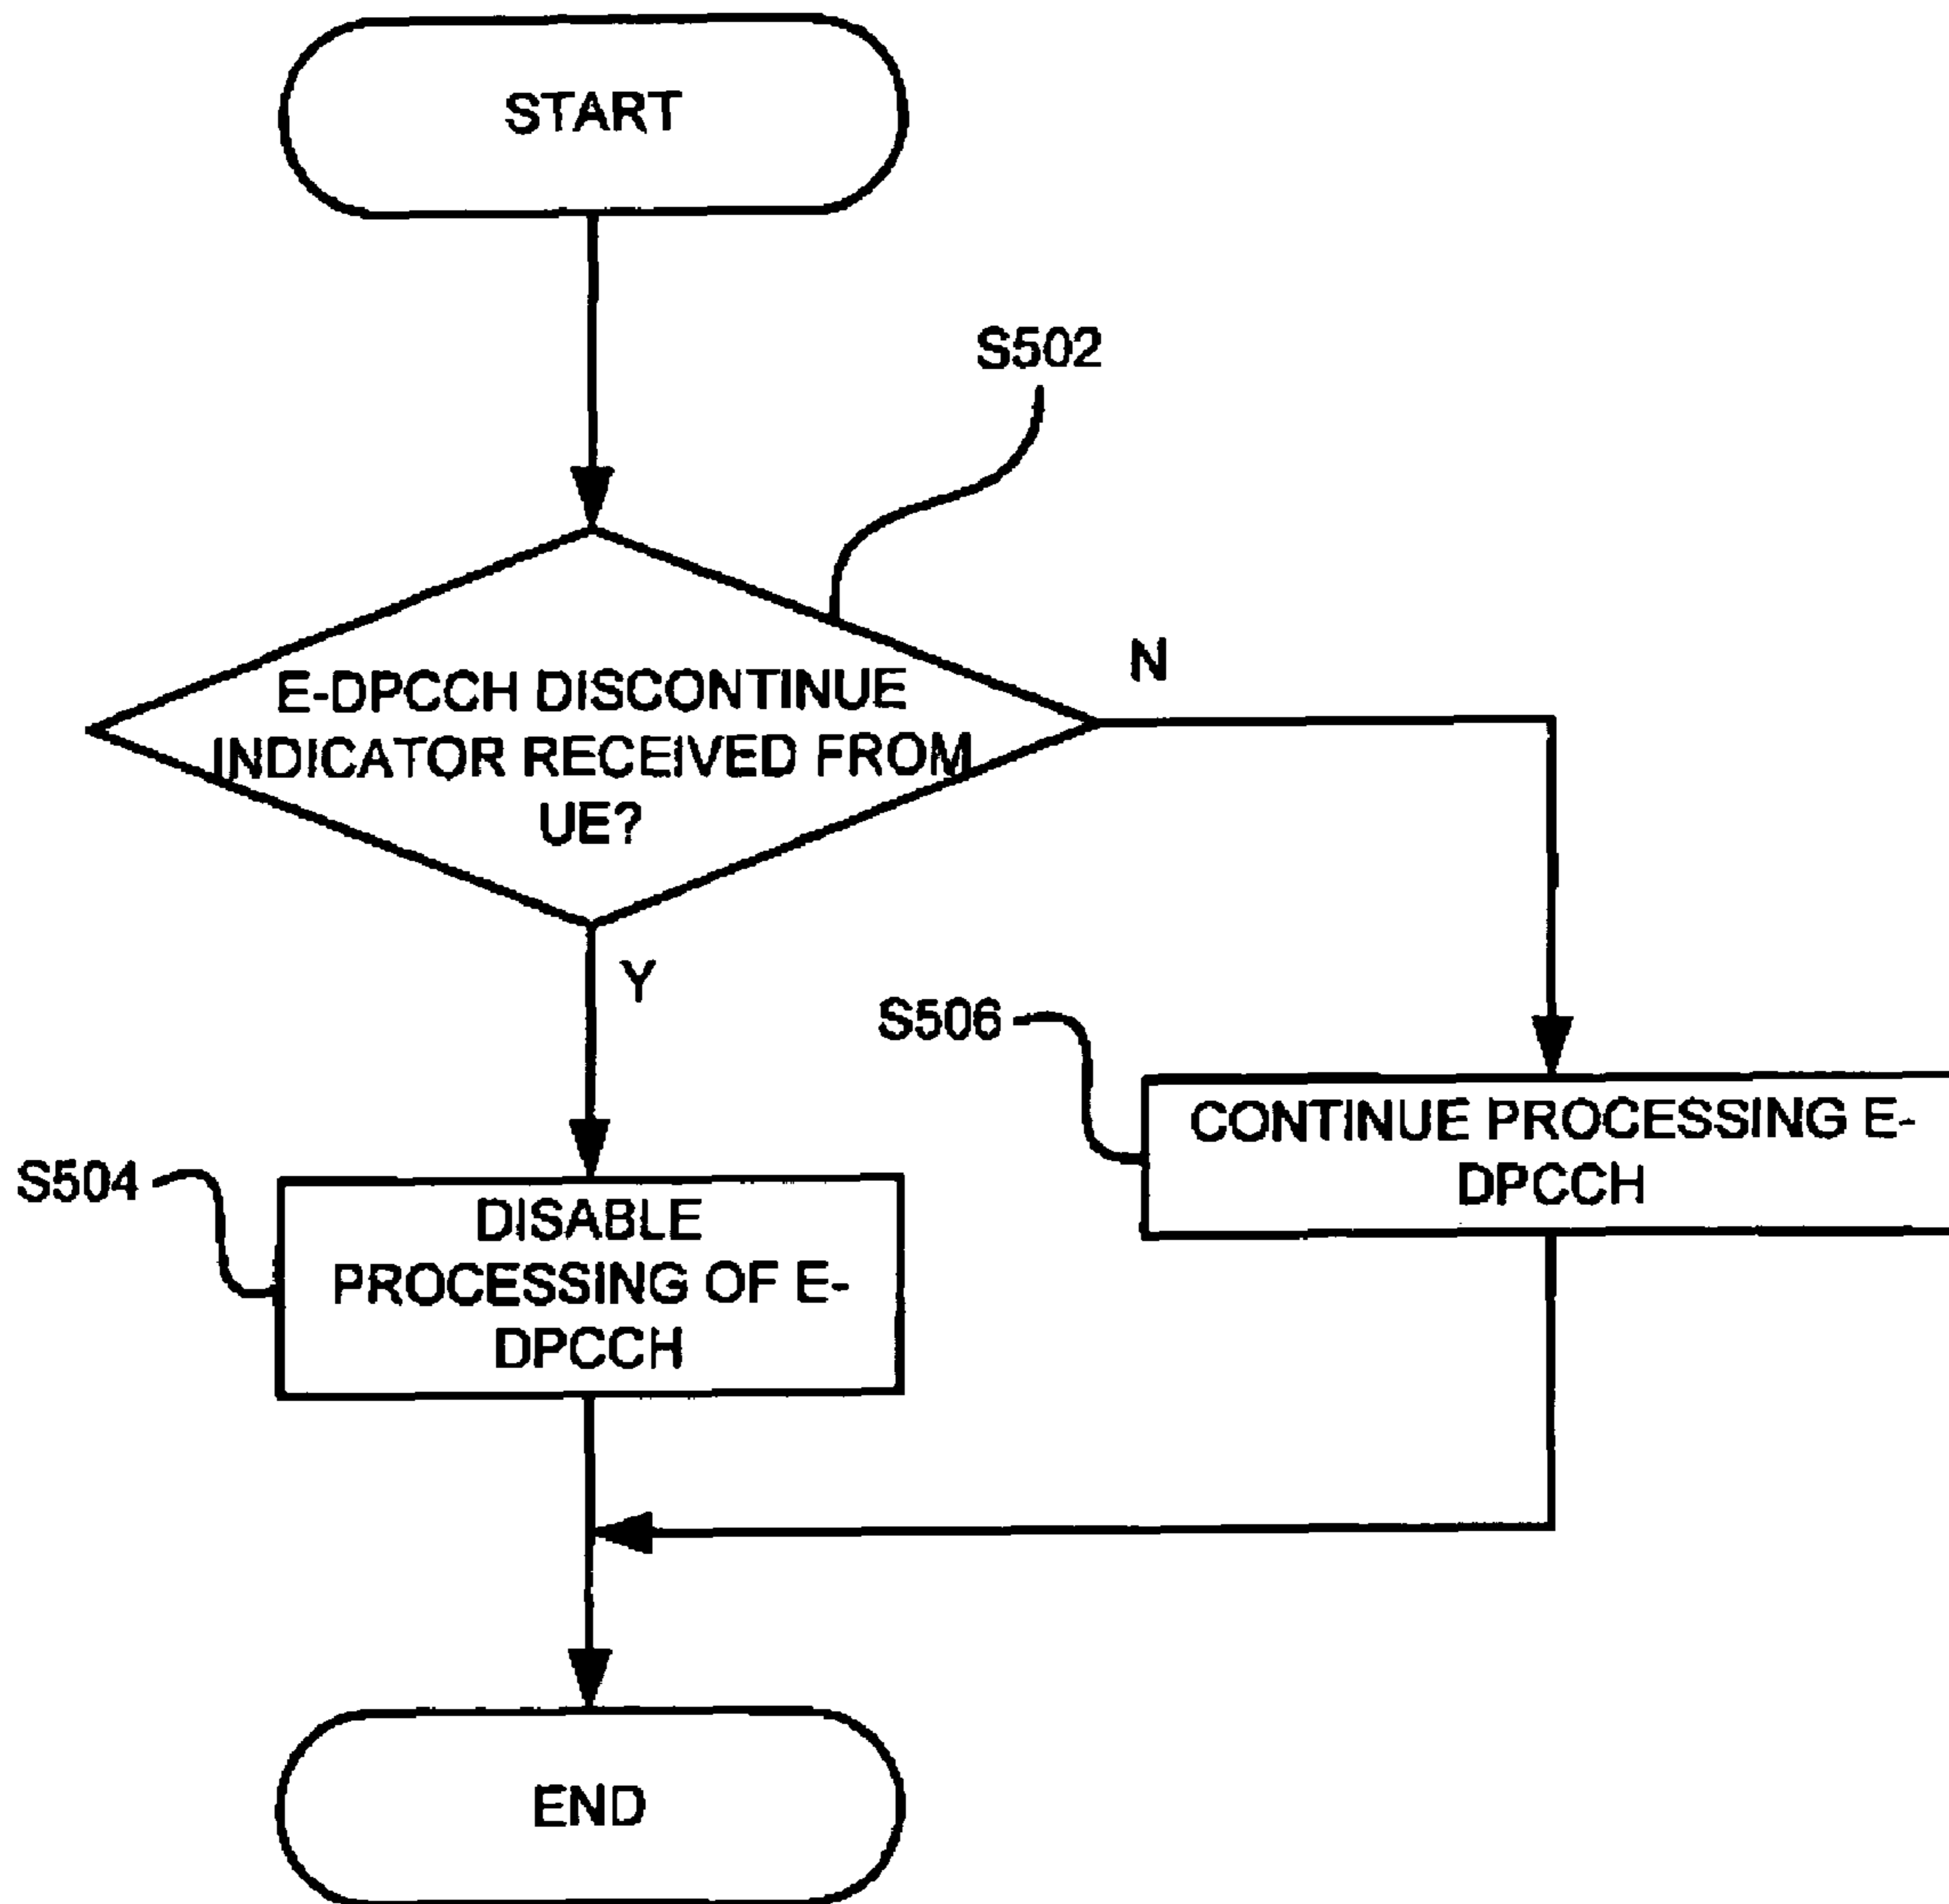 START
S502
E-DPCCH DISCONTINUE
INDICATOR RECEIVED FROM
UE?
N
Y
S506
CONTINUE PROCESSING E-
DPCCH
S504
DISABLE
PROCESSING OF E-
DPCCH
END